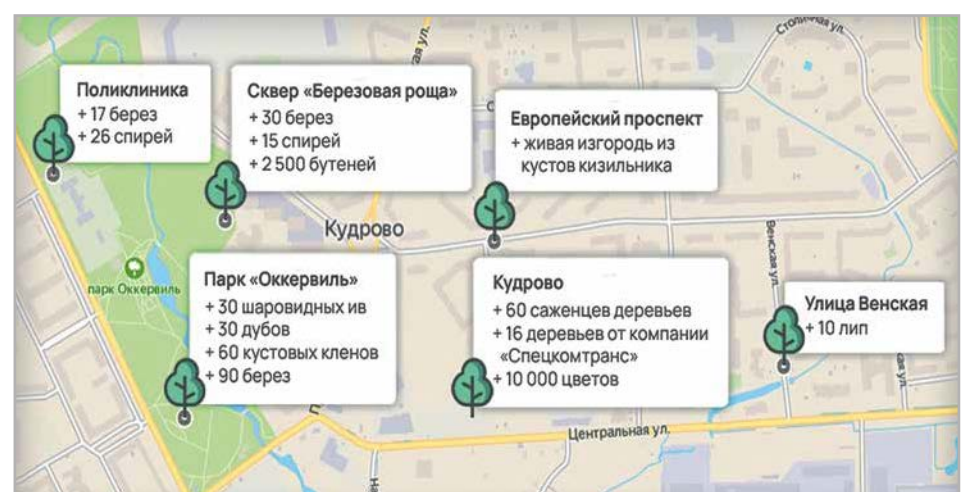 Столичная ул.
Поликлиника
+ 17 берез
+ 26 спирей
Сквер «Березовая роща»
+ 30 берез
+ 15 спирей
+ 2 500 бутеней
Европейский проспект
+ живая изгородь из
кустов кизильника
Кудрово
Венская ул.
парк Оккервиль
Парк «Оккервиль»
+ 30 шаровидных ив
+ 30 дубов
+ 60 кустовых кленов
+ 90 берез
Кудрово
+ 60 саженцев деревьев
+ 16 деревьев от компании
«Спецкомтранс»
+ 10 000 цветов
Улица Венская
+ 10 лип
Центральная ул.